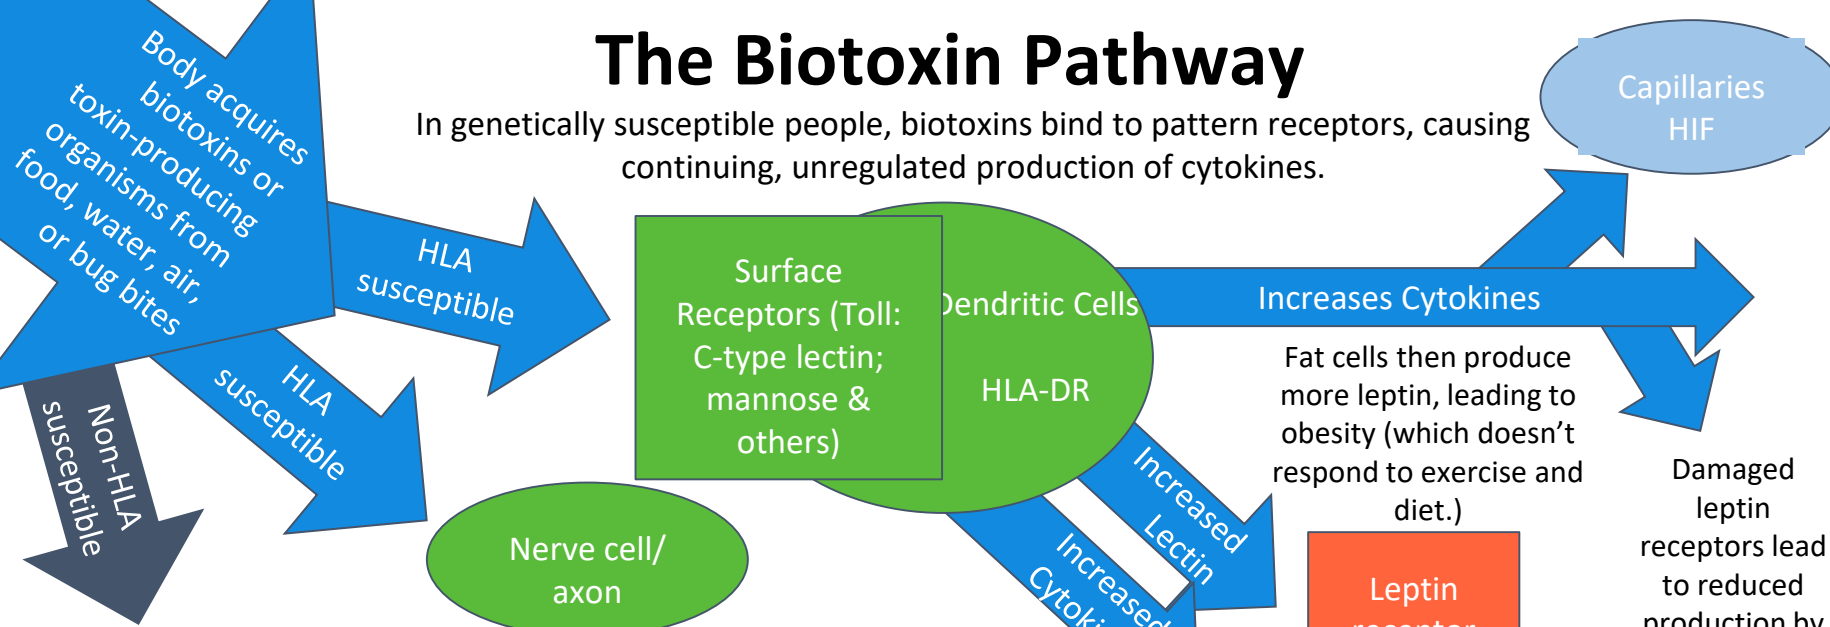 The Biotoxin Pathway
In genetically susceptible people, biotoxins bind to pattern receptors, causing
continuing, unregulated production of cytokines.
Body acquires
biotoxins or
toxin-producing
organisms from
food, water, air,
or bug bites
Capillaries
HIF
HLA
susceptible
HLA
susceptible
Non-HLA
susceptible
Surface
Receptors (Toll:
C-type lectin;
mannose &
others)
Dendritic Cells
HLA-DR
Increases Cytokines
Fat cells then produce
more leptin, leading to
obesity (which doesn’t
respond to exercise and
diet.)
Nerve cell/
axon
Increased
Lectin
Increased
Leptin
receptor
Damaged
leptin
receptors lead
to reduced
production by